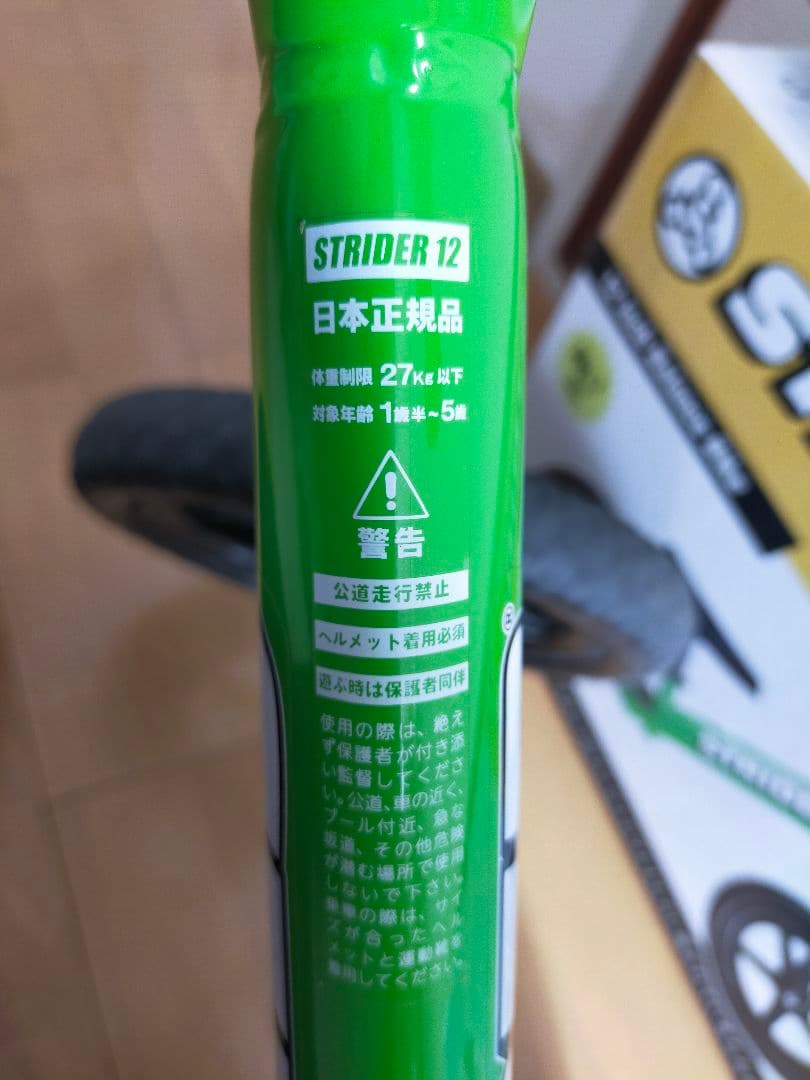 STRIDER 12
日本正規品
体重制限 27Kg 以下
対象年齢 1歳半~5歳
!
警告
公道走行禁止
ヘルメット着用必須
遊ぶ時は保護者同伴
使用の際は、絶え
ず保護者が付き添
い監督してくださ
い。公道、車の近く、
プール付近、急な
坂道、その他危険
が潜む場所で使用
しないで下さい。
乗車の際は、サイ
ズが合ったヘル
メットと運動靴を
着用してください。
STRIDER